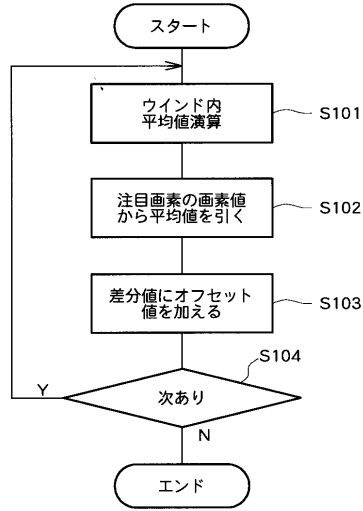 スタート
ウインド内
平均値演算
S101
注目画素の画素値
から平均値を引く
S102
差分値にオフセット
値を加える
S103
S104
次あり
Y
N
エンド